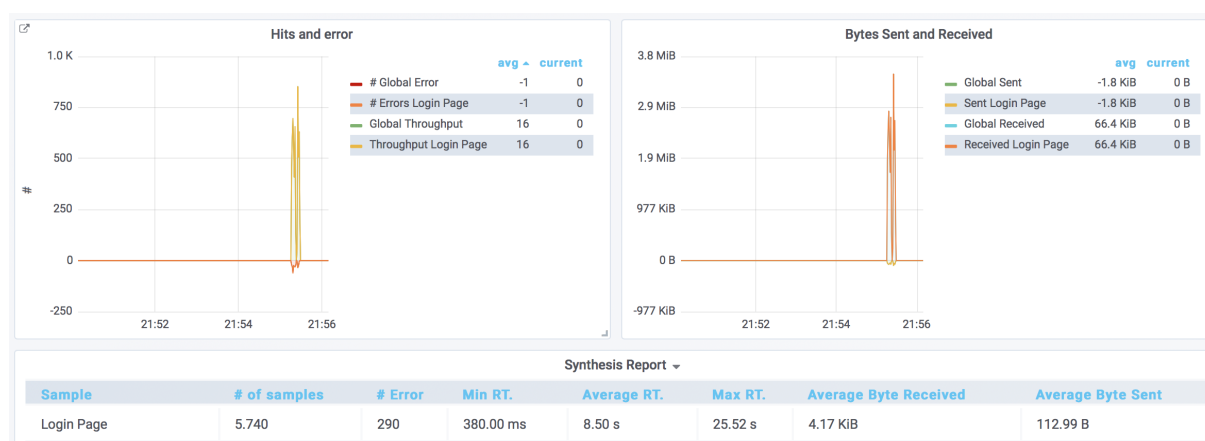 Hits and error
avg current
# Global Error -1 0
# Errors Login Page -1 0
Global Throughput 16 0
Throughput Login Page 16 0
1.0 K
750
500
250
0
-250
#
21:52 21:54 21:56
Bytes Sent and Received
avg current
Global Sent -1.8 KiB 0 B
Sent Login Page -1.8 KiB 0 B
Global Received 66.4 KiB 0 B
Received Login Page 66.4 KiB 0 B
3.8 MiB
2.9 MiB
1.9 MiB
977 KiB
0 B
-977 KiB
21:52 21:54 21:56
Synthesis Report
Sample # of samples # Error Min RT. Average RT. Max RT. Average Byte Received Average Byte Sent
Login Page 5.740 290 380.00 ms 8.50 s 25.52 s 4.17 KiB 112.99 B